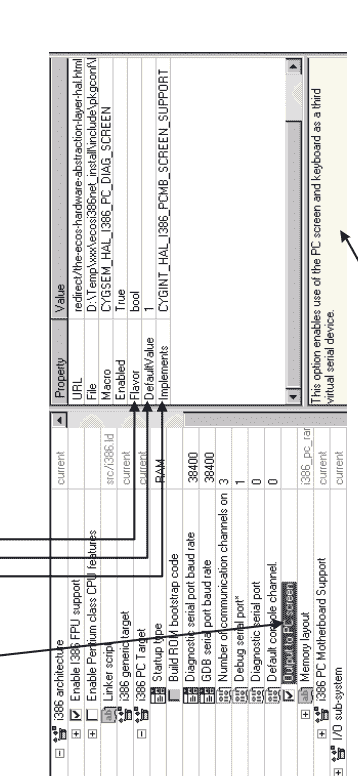 i386 architecture current
Enable I386 FPU support
Enable Pentium class CPU features
Linker script src/i386.ld
i386 generic target current
i386 PC Target current
Startup type RAM
Build ROM bootstrap code
Diagnostic serial port baud rate 38400
GDB serial port baud rate 38400
Number of communication channels on 3
Debug serial port* 1
Diagnostic serial port 0
Default console channel. 0
Output to PC screen
Memory layout i386_pc_rar
i386 PC Motherboard Support current
I/O sub-system current
Property Value
URL redirect/the-ecos-hardware-abstraction-layer-hal.html
File D:\Temp\xxx\ecosi386net_install\include\pkgconf\
Macro CYGSEM_HAL_I386_PC_DIAG_SCREEN
Enabled True
Flavor bool
DefaultValue 1
Implements CYGINT_HAL_I386_PCMB_SCREEN_SUPPORT
This option enables use of the PC screen and keyboard as a third
virtual serial device.